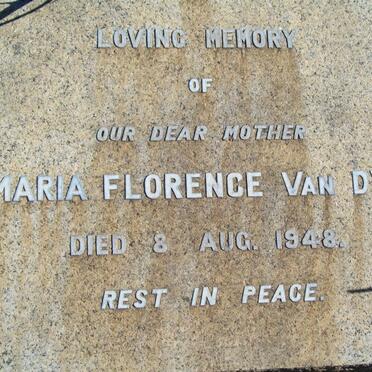 LOVING MEMORY
OF
OUR DEAR MOTHER
MARIA FLORENCE VAN
DIED 8 AUG. 1948.
REST IN PEACE.